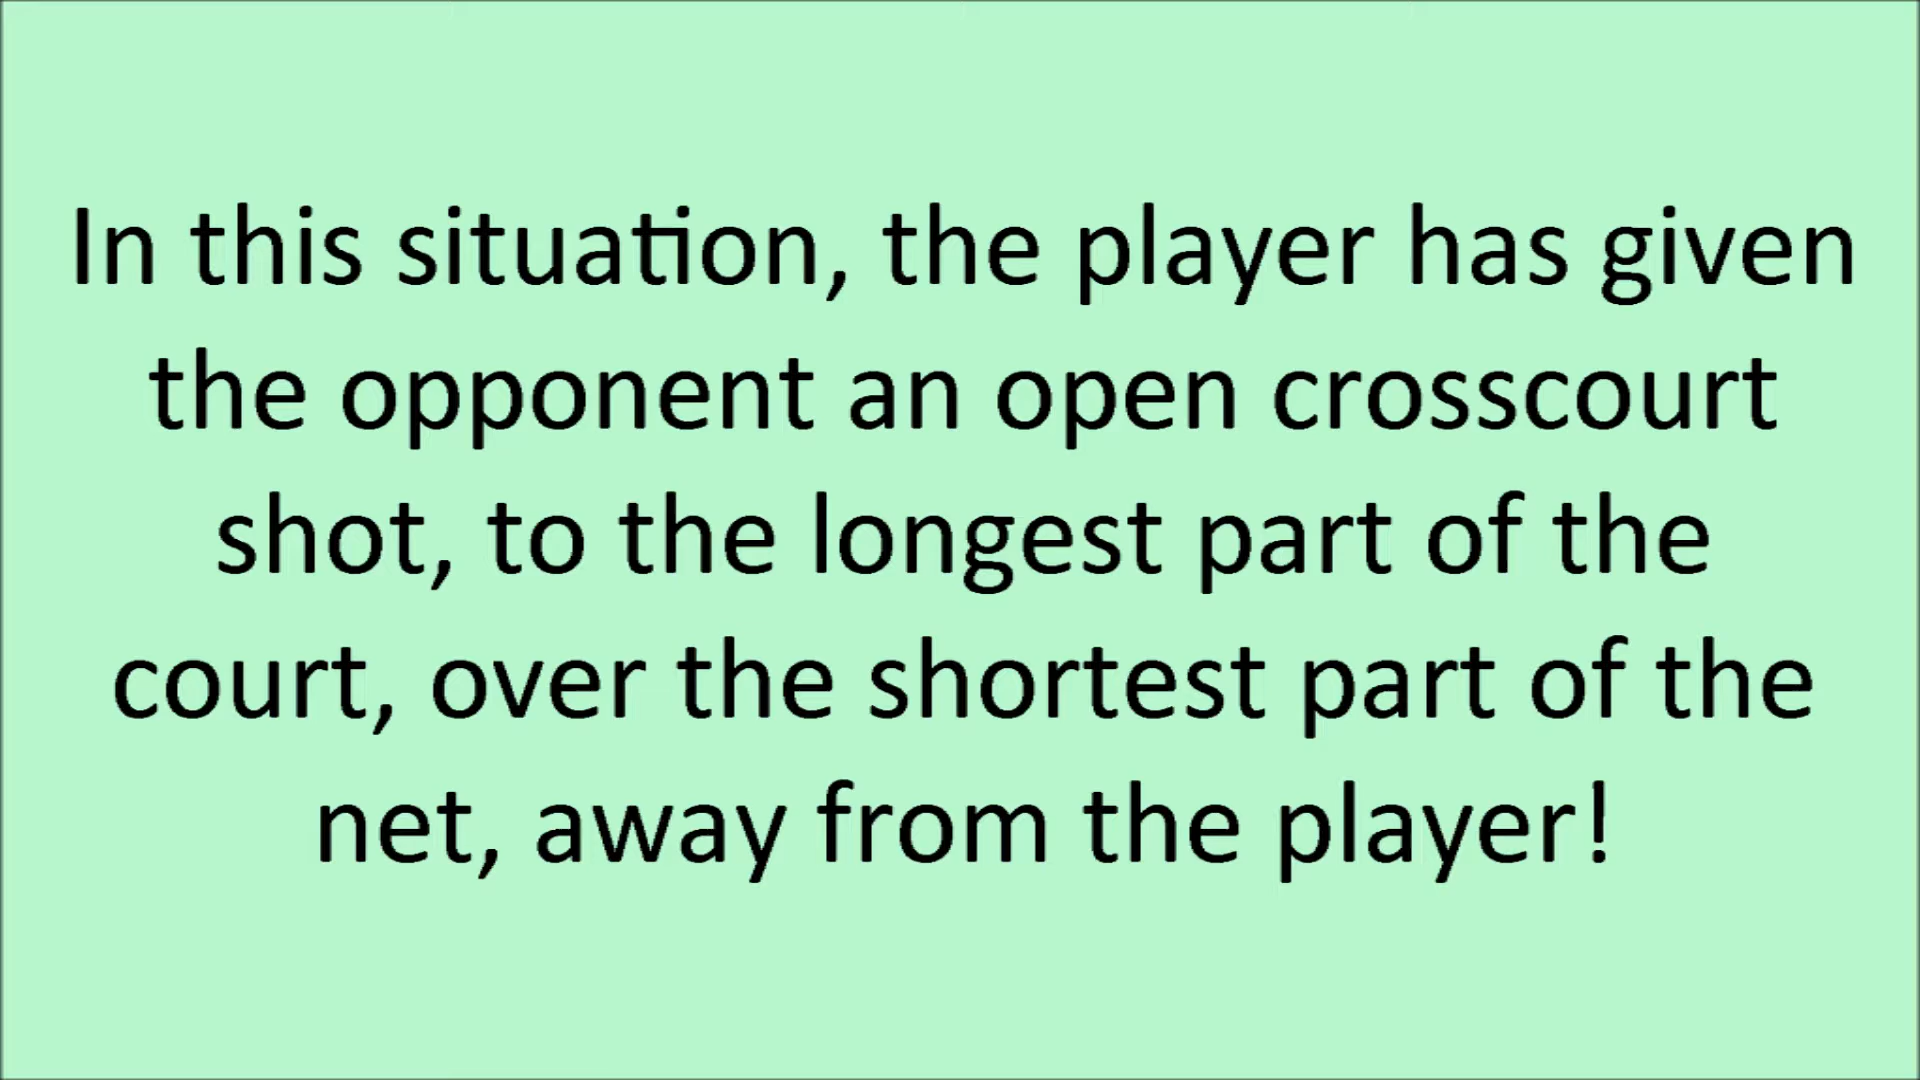 In this situation, the player has given
the opponent an open crosscourt
shot, to the longest part of the
court, over the shortest part of the
net, away from the player!